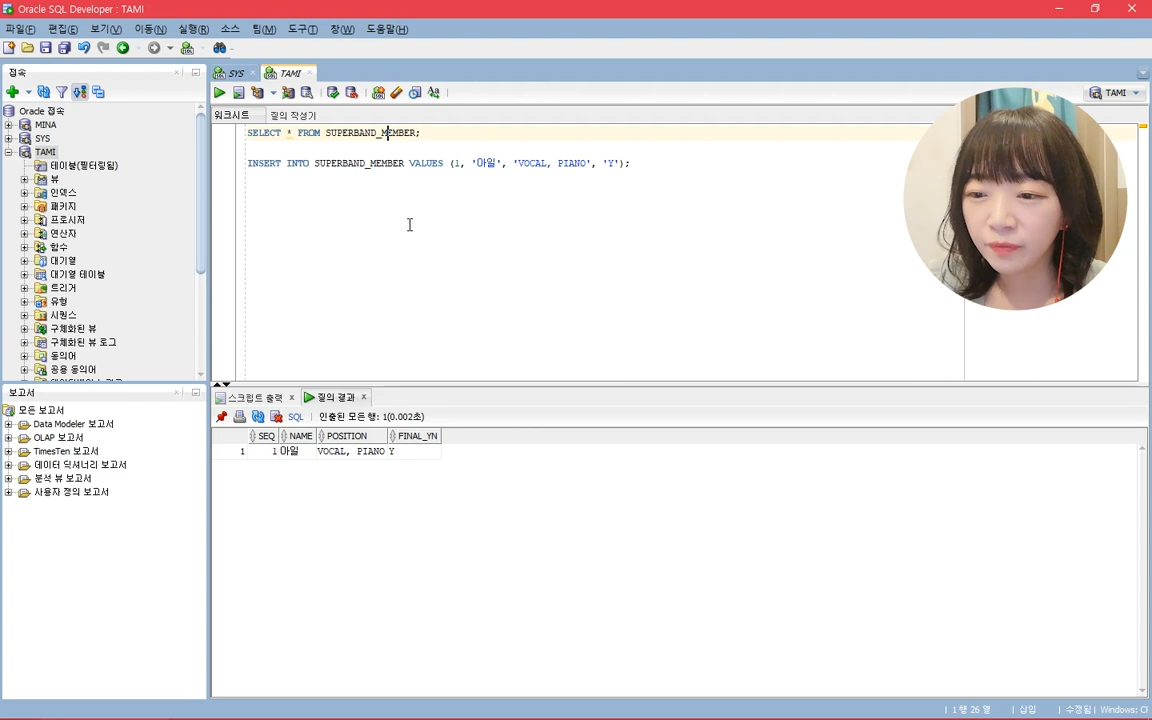 Oracle SQL Developer : TAMI
파일(F) 편집(E) 보기(V) 이동(N) 실행(R) 소스 팀(M) 도구(T) 창(W) 도움말(H)
접속
Oracle 접속
MINA
SYS
TAMI
테이블(필터링됨)
뷰
인덱스
패키지
프로시저
연산자
함수
대기열
대기열 테이블
트리거
유형
시퀀스
구체화된 뷰
구체화된 뷰 로그
동의어
공용 동의어
보고서
모든 보고서
Data Modeler 보고서
OLAP 보고서
TimesTen 보고서
데이터 딕셔너리 보고서
분석 뷰 보고서
사용자 정의 보고서
SYS TAMI
TAMI
워크시트 질의 작성기
SELECT * FROM SUPERBAND_MEMBER;
INSERT INTO SUPERBAND_MEMBER VALUES (1, '아일', 'VOCAL, PIANO', 'Y');
스크립트 출력 질의 결과
SQL 인출된 모든 행: 1(0.002초)
SEQ NAME POSITION FINAL_YN
1 1 아일 VOCAL, PIANO Y
1 행 26 열 삽입 수정됨 Windows: CF